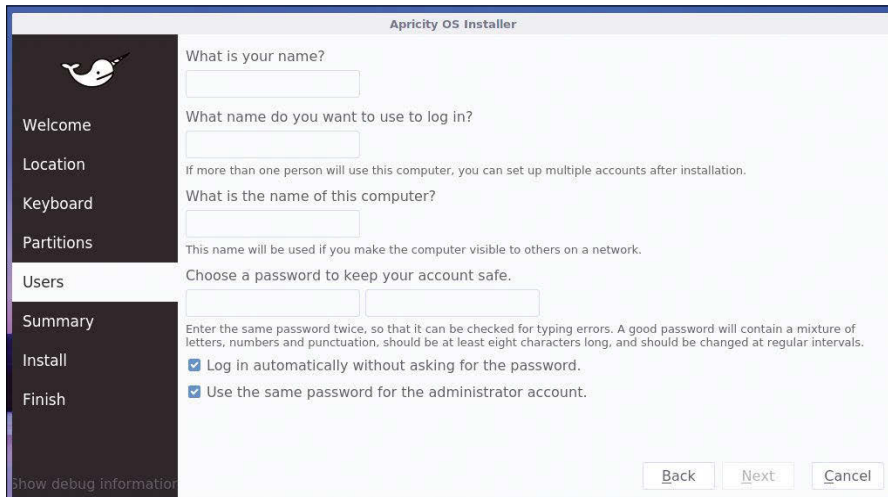 Apricity OS Installer
Welcome
Location
Keyboard
Partitions
Users
Summary
Install
Finish
Show debug information
What is your name?
What name do you want to use to log in?
If more than one person will use this computer, you can set up multiple accounts after installation.
What is the name of this computer?
This name will be used if you make the computer visible to others on a network.
Choose a password to keep your account safe.
Enter the same password twice, so that it can be checked for typing errors. A good password will contain a mixture of
letters, numbers and punctuation, should be at least eight characters long, and should be changed at regular intervals.
Log in automatically without asking for the password.
Use the same password for the administrator account.
Back Next Cancel